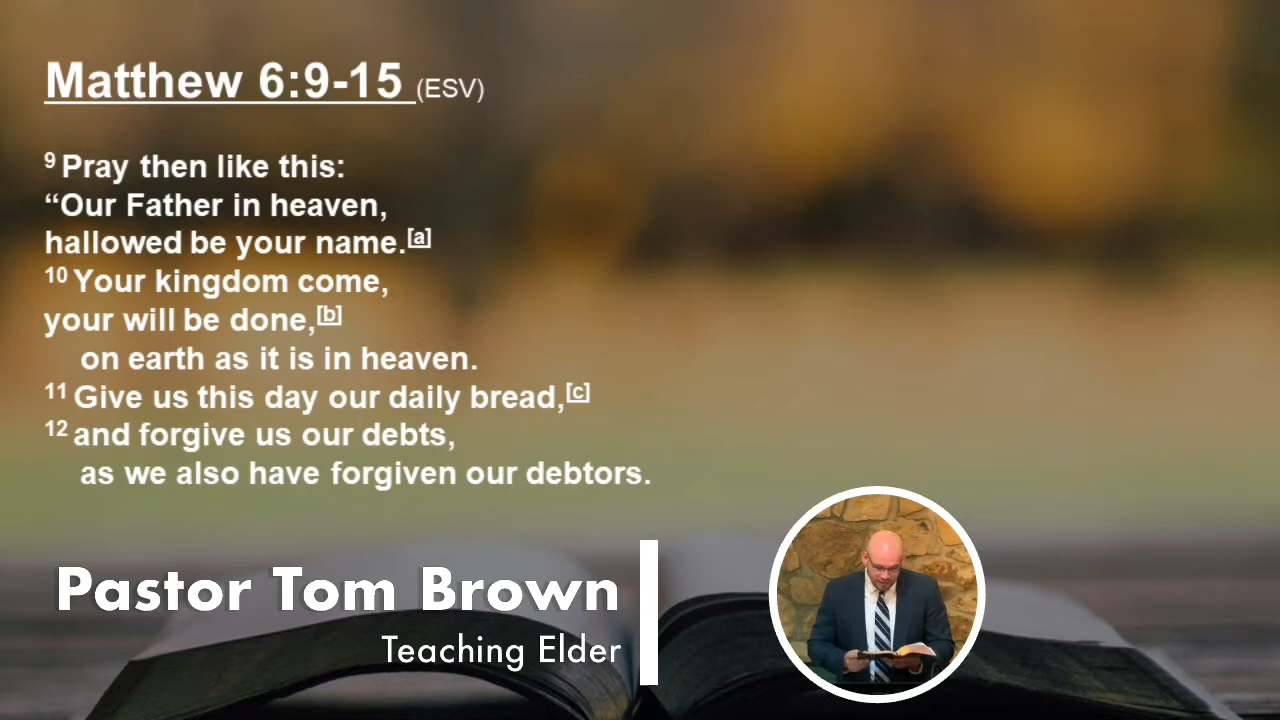 Matthew 6:9-15 (ESV)
9 Pray then like this:
“Our Father in heaven,
hallowed be your name.[a]
10 Your kingdom come,
your will be done,[b]
on earth as it is in heaven.
11 Give us this day our daily bread,[c]
12 and forgive us our debts,
as we also have forgiven our debtors.
Pastor Tom Brown
Teaching Elder